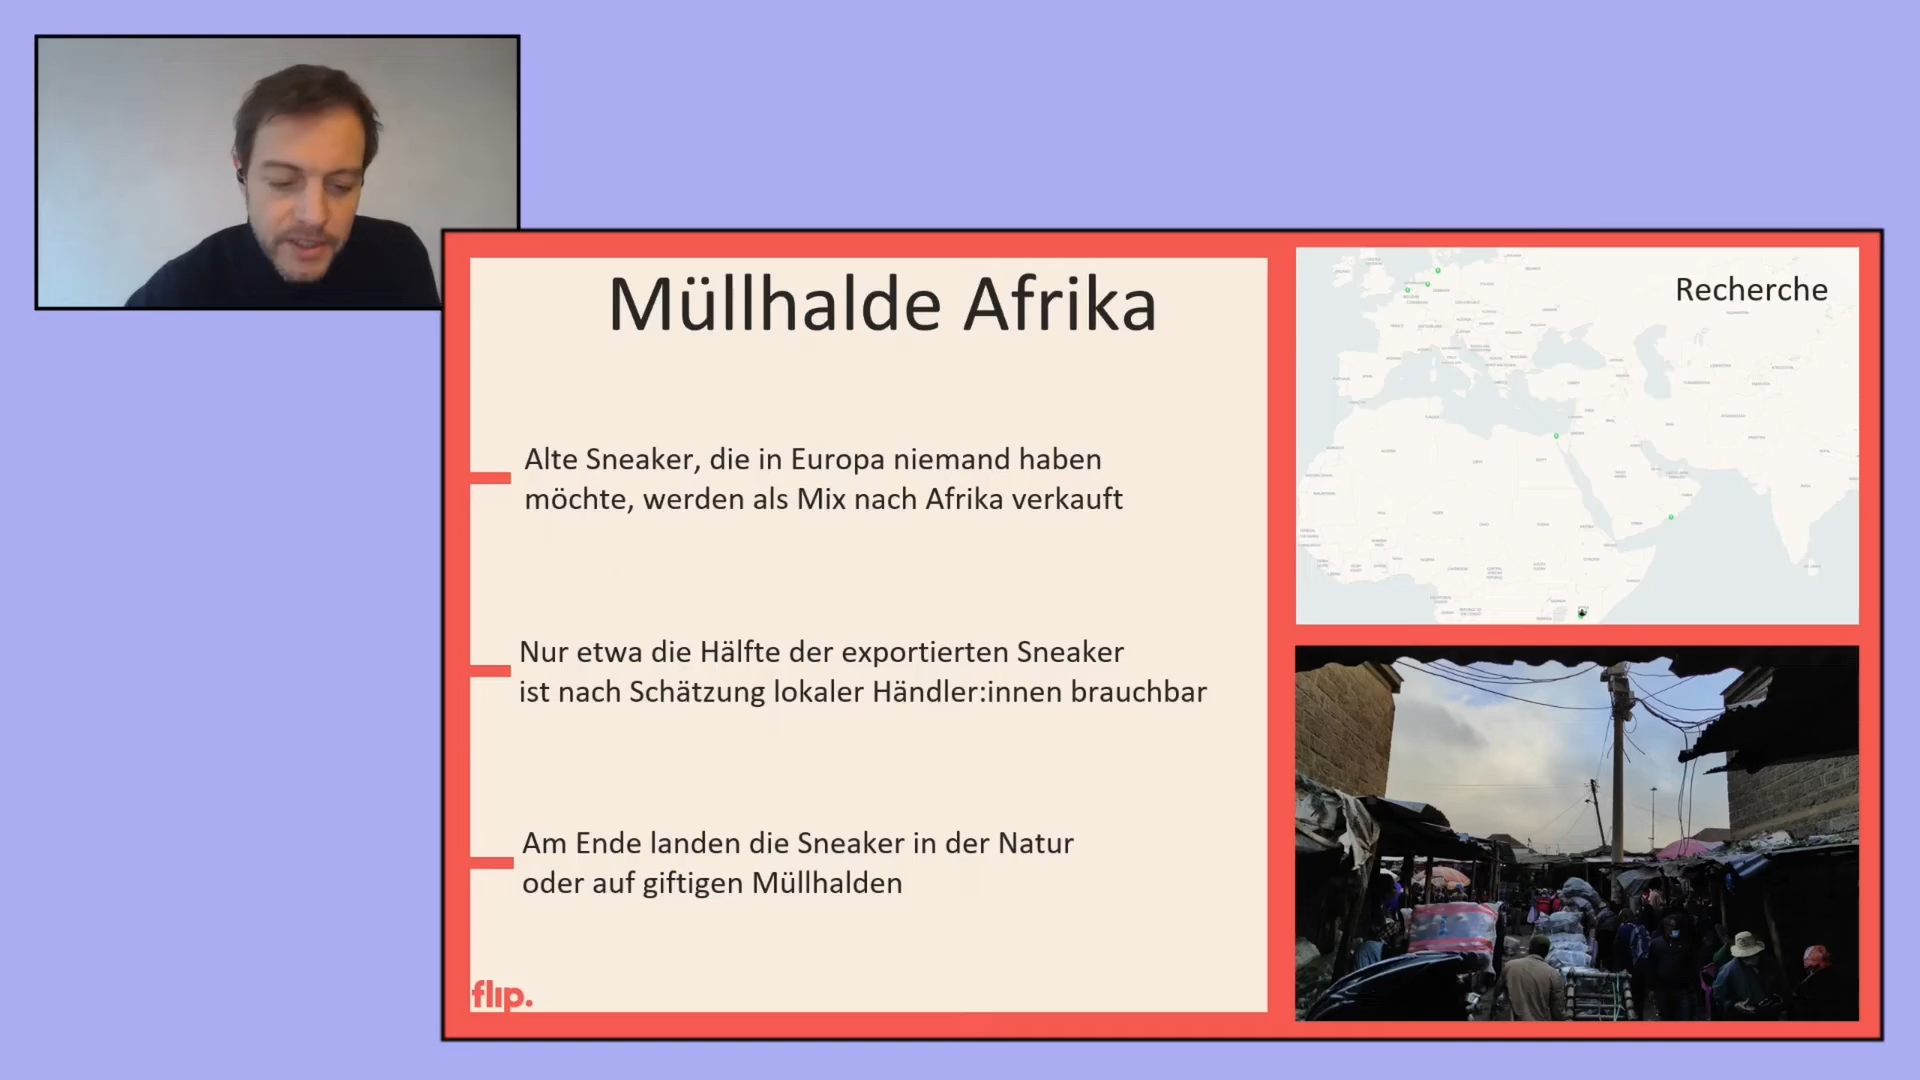 Müllhalde Afrika
Alte Sneaker, die in Europa niemand haben
möchte, werden als Mix nach Afrika verkauft
Nur etwa die Hälfte der exportierten Sneaker
ist nach Schätzung lokaler Händler:innen brauchbar
Am Ende landen die Sneaker in der Natur
oder auf giftigen Müllhalden
flip.
Recherche